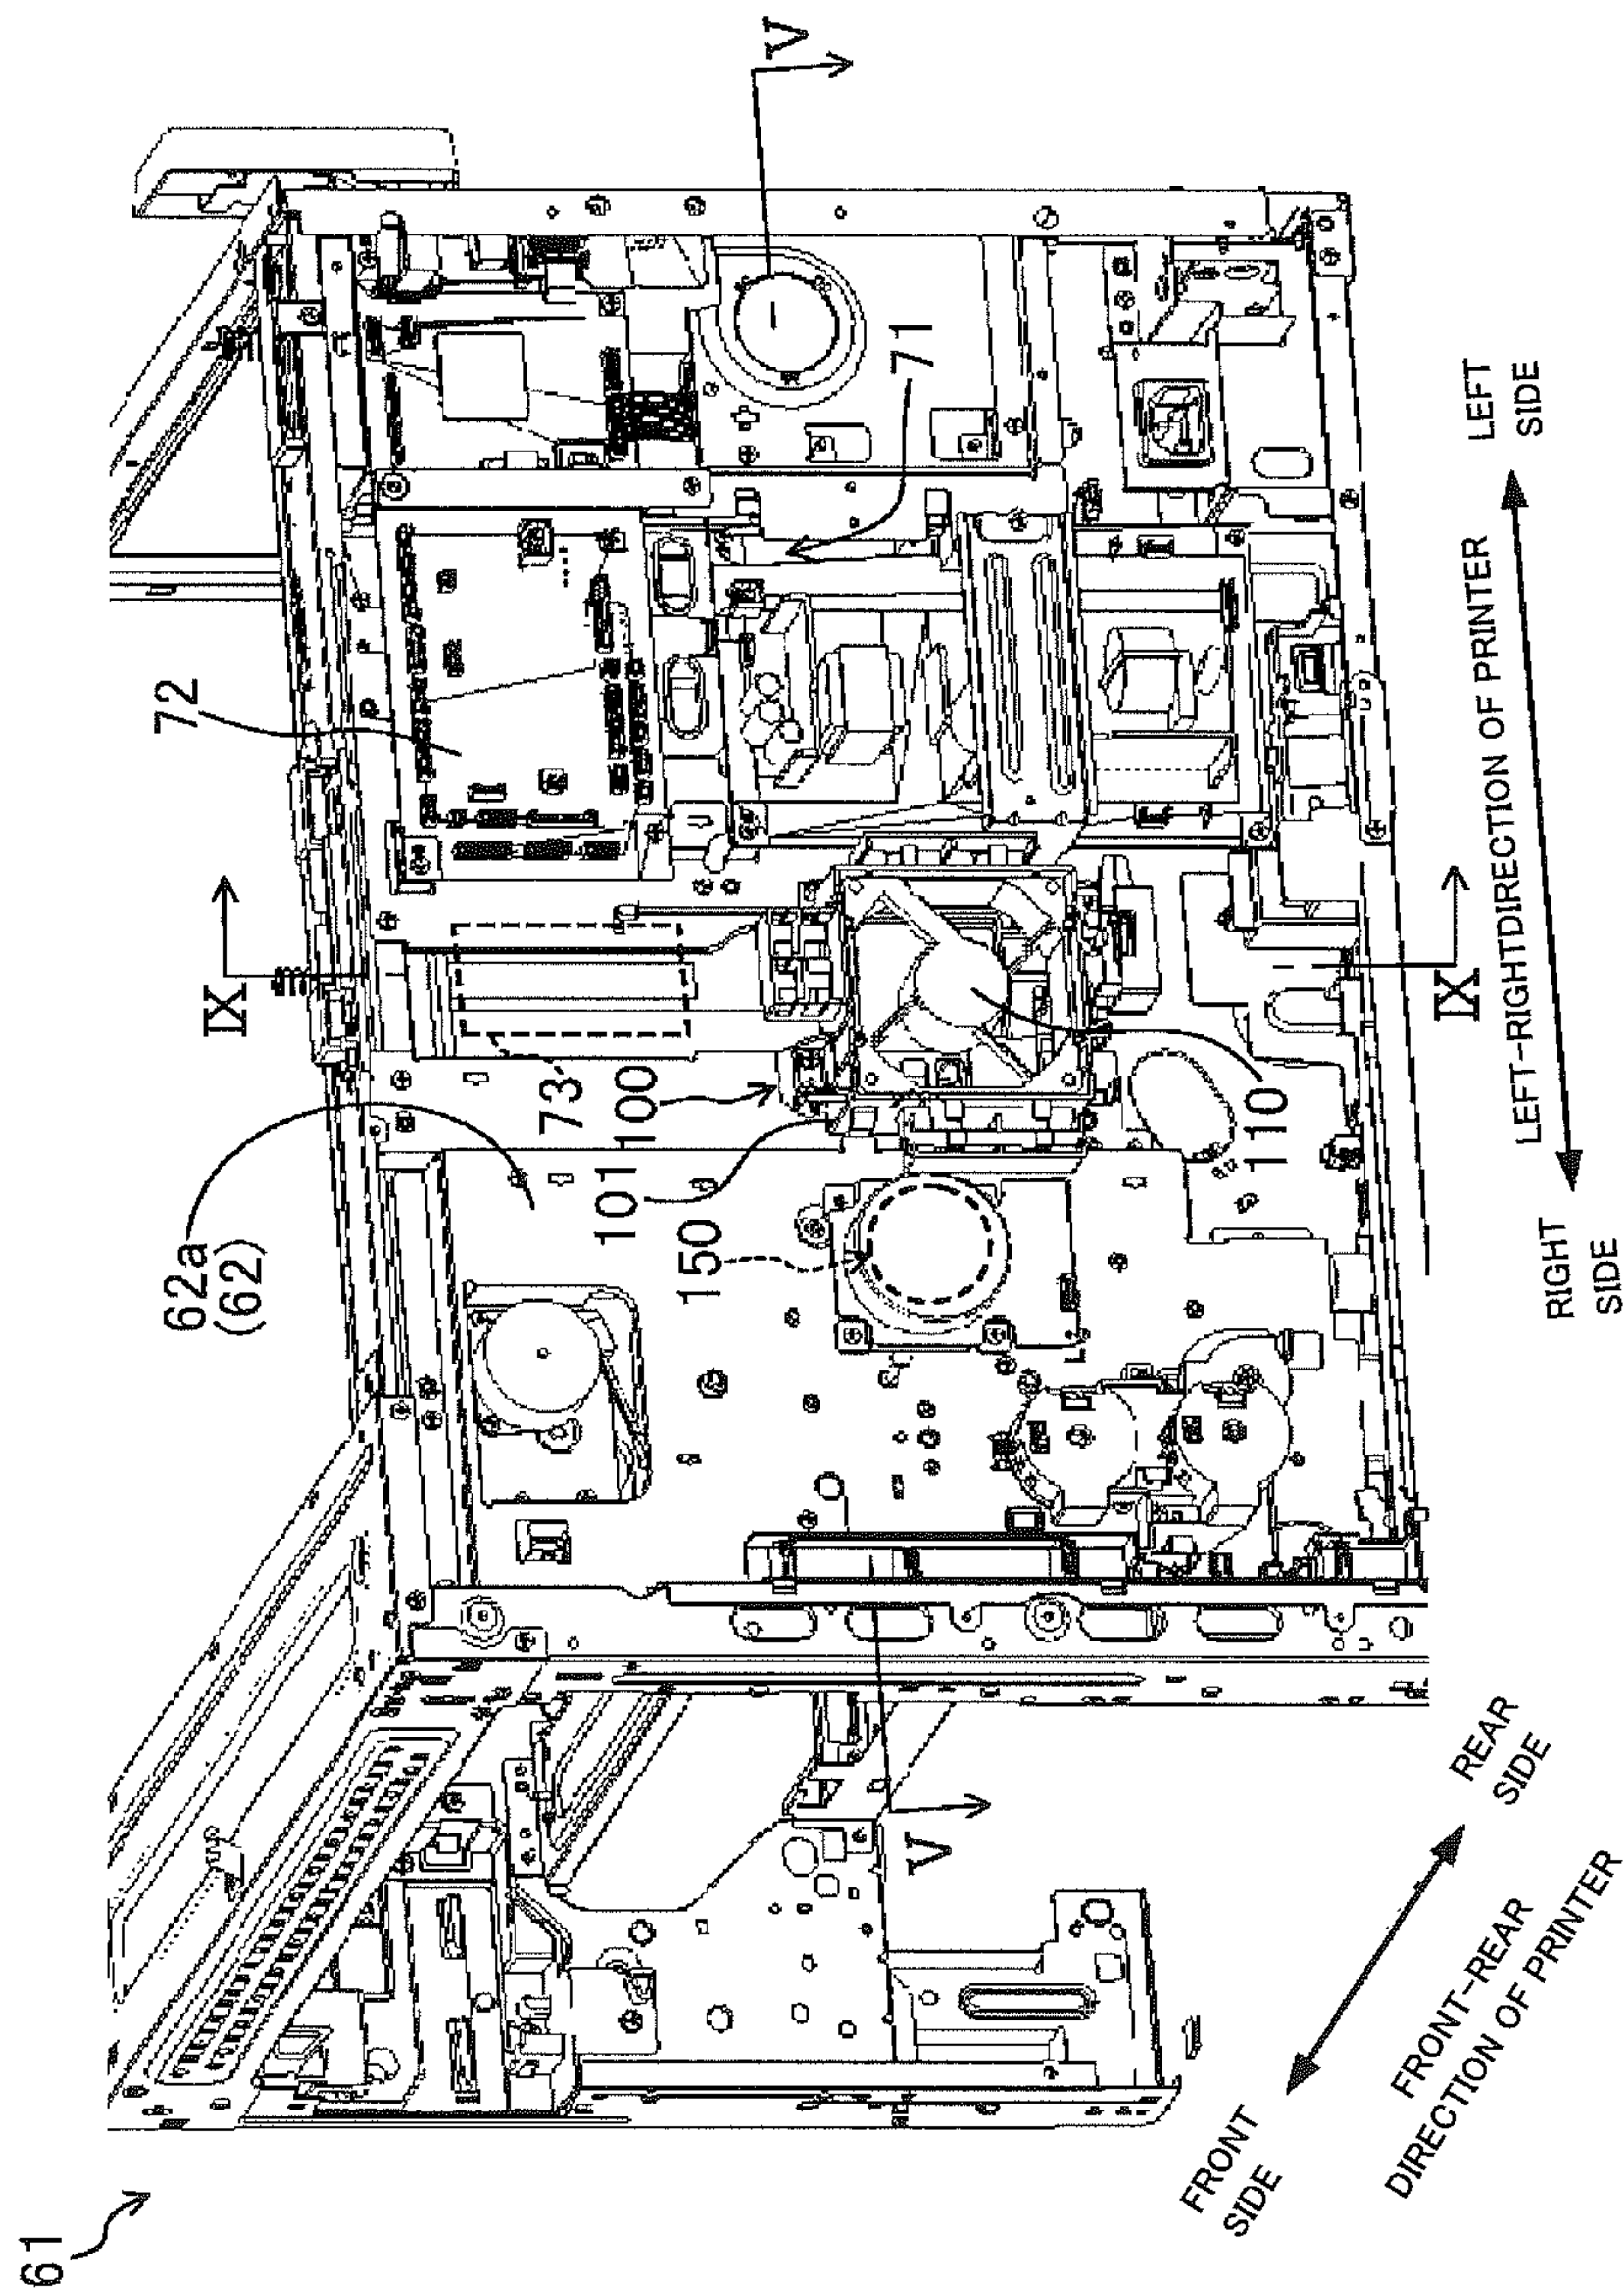 61
62a
(62)
72
IX
73
101
100
150
V
71
V
110
IX
FRONT
SIDE
FRONT-REAR
DIRECTION OF PRINTER
REAR
SIDE
RIGHT
SIDE
LEFT-RIGHTDIRECTION OF PRINTER
LEFT
SIDE